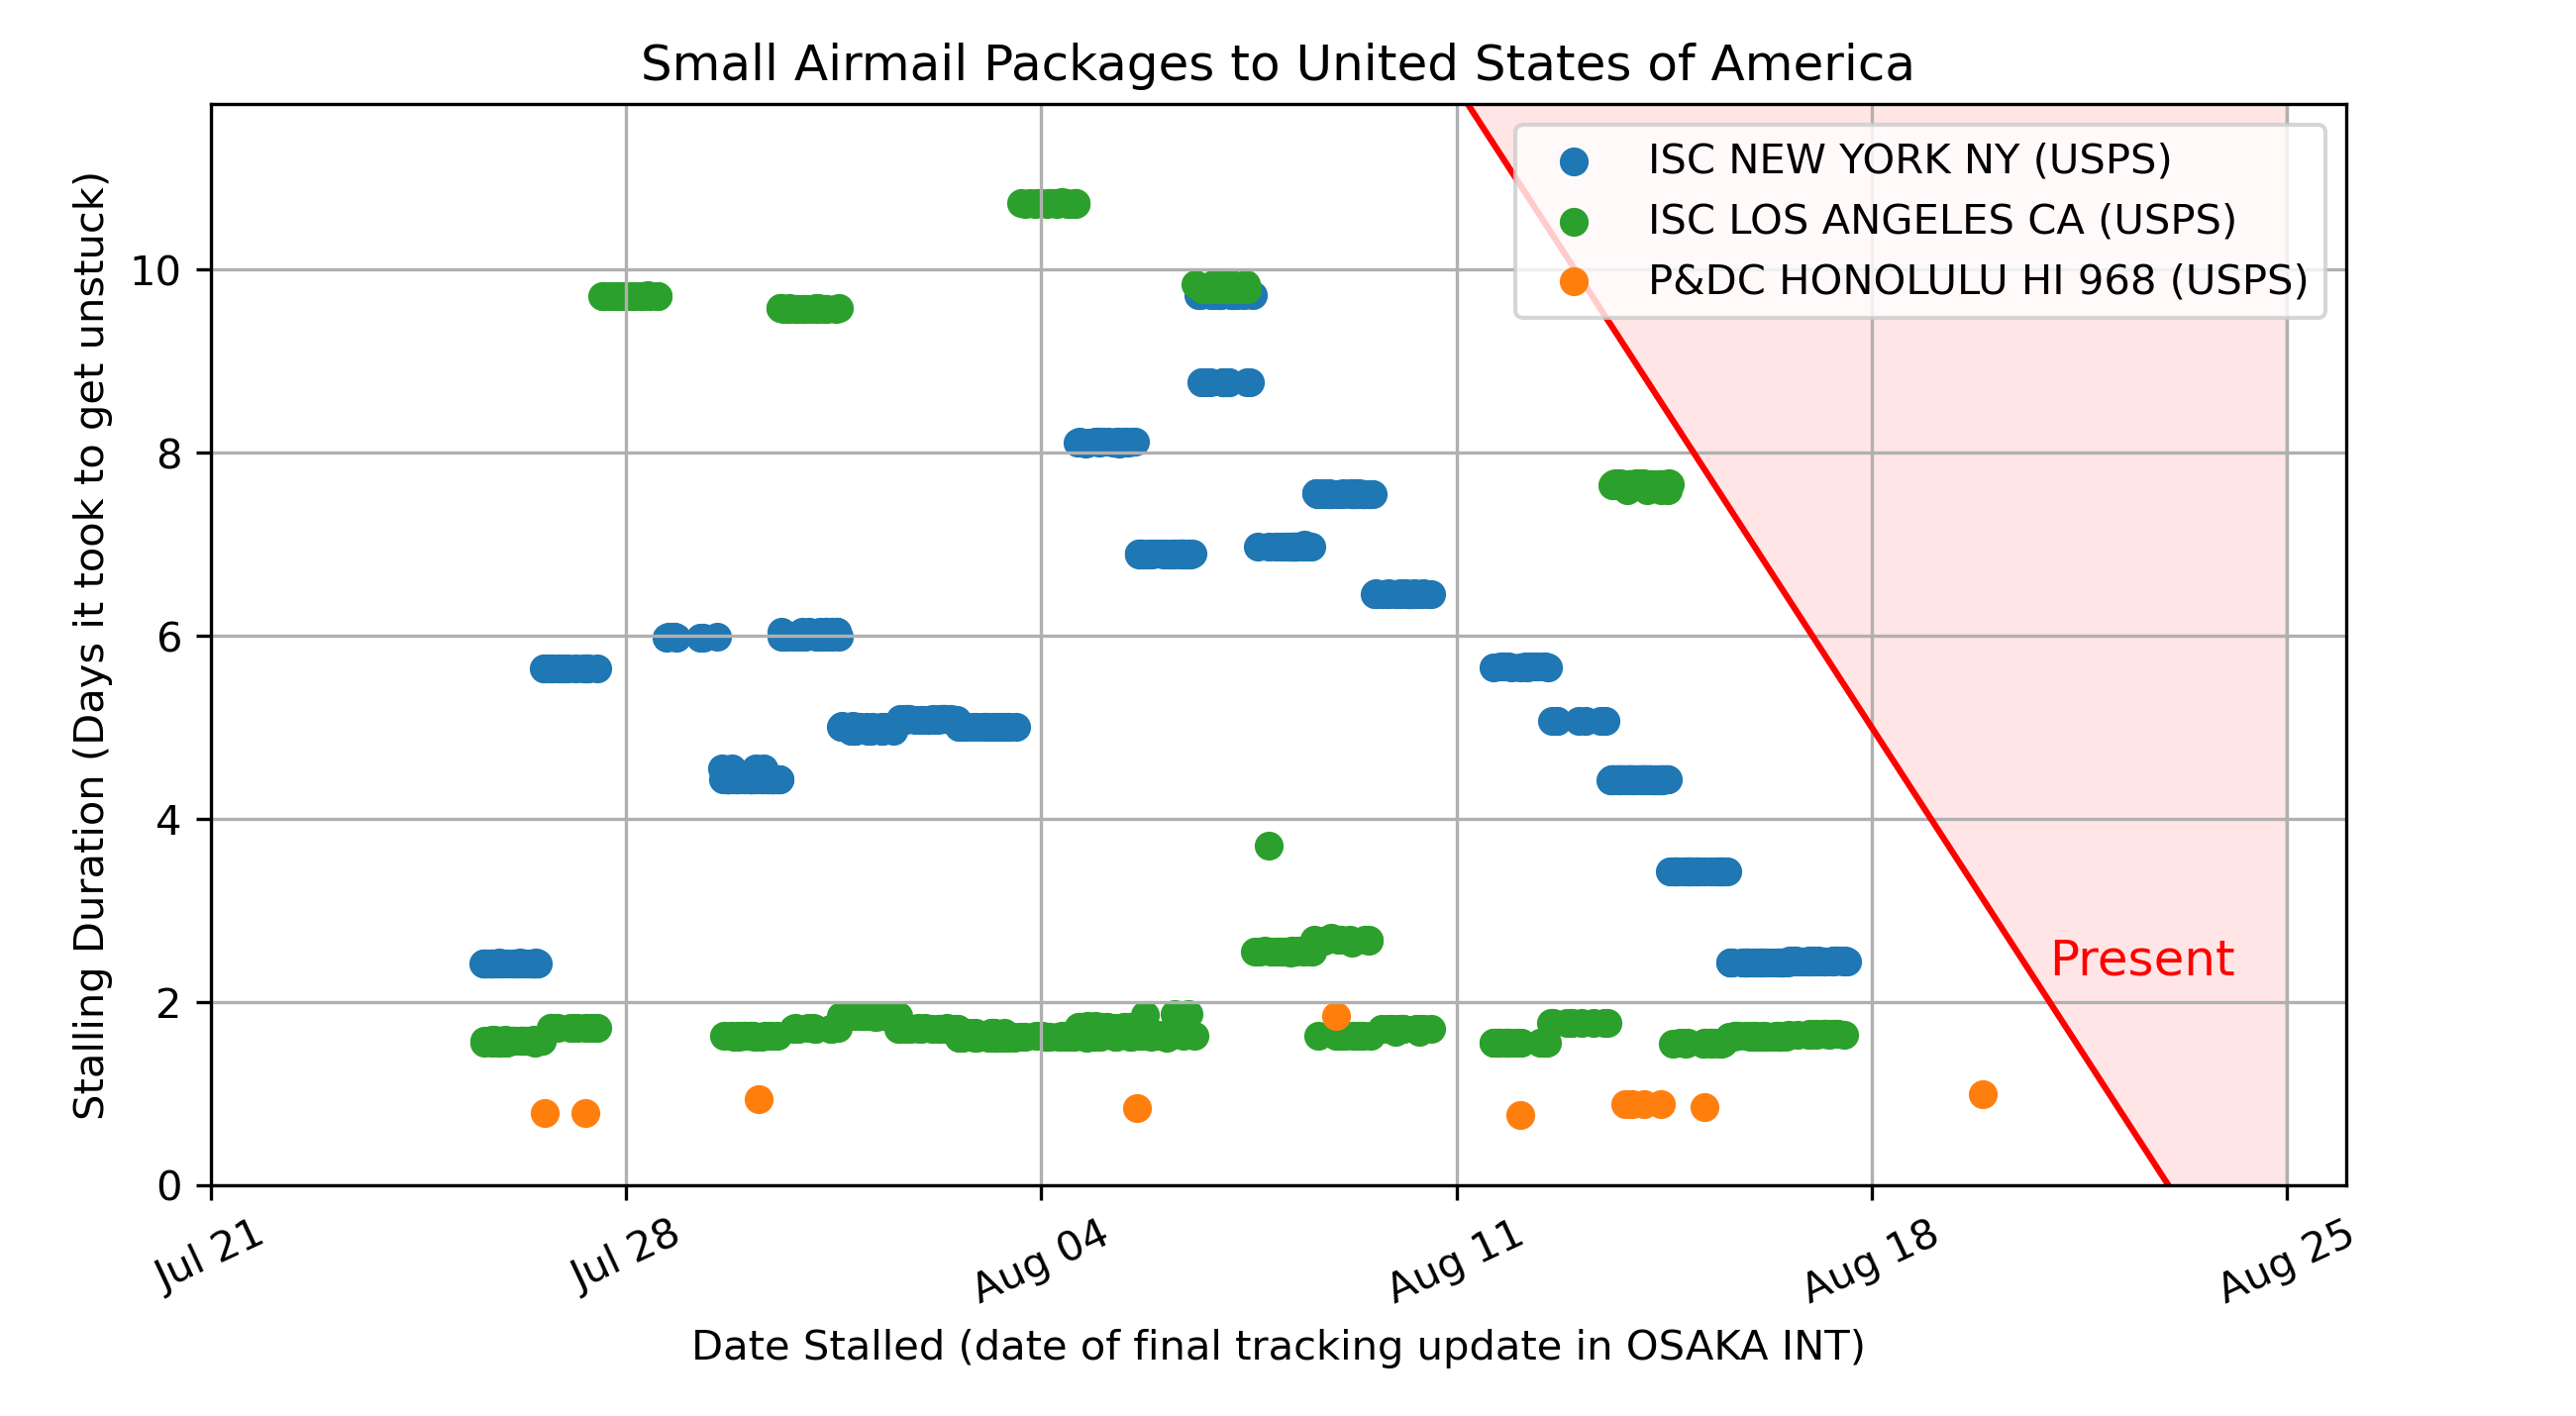 Small Airmail Packages to United States of America
ISC NEW YORK NY (USPS)
ISC LOS ANGELES CA (USPS)
P&DC HONOLULU HI 968 (USPS)
Stalling Duration (Days it took to get unstuck)
10
8
6
4
2
0
Present
Jul 21
Jul 28
Aug 04
Aug 11
Aug 18
Aug 25
Date Stalled (date of final tracking update in OSAKA INT)